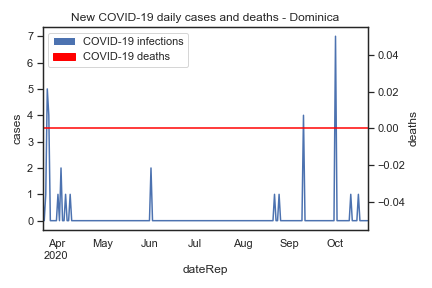 New COVID-19 daily cases and deaths - Dominica
COVID-19 infections
COVID-19 deaths
7
6
5
4
3
2
1
0
cases
0.04
0.02
0.00
−0.02
−0.04
deaths
Apr May Jun Jul Aug Sep Oct
2020
dateRep